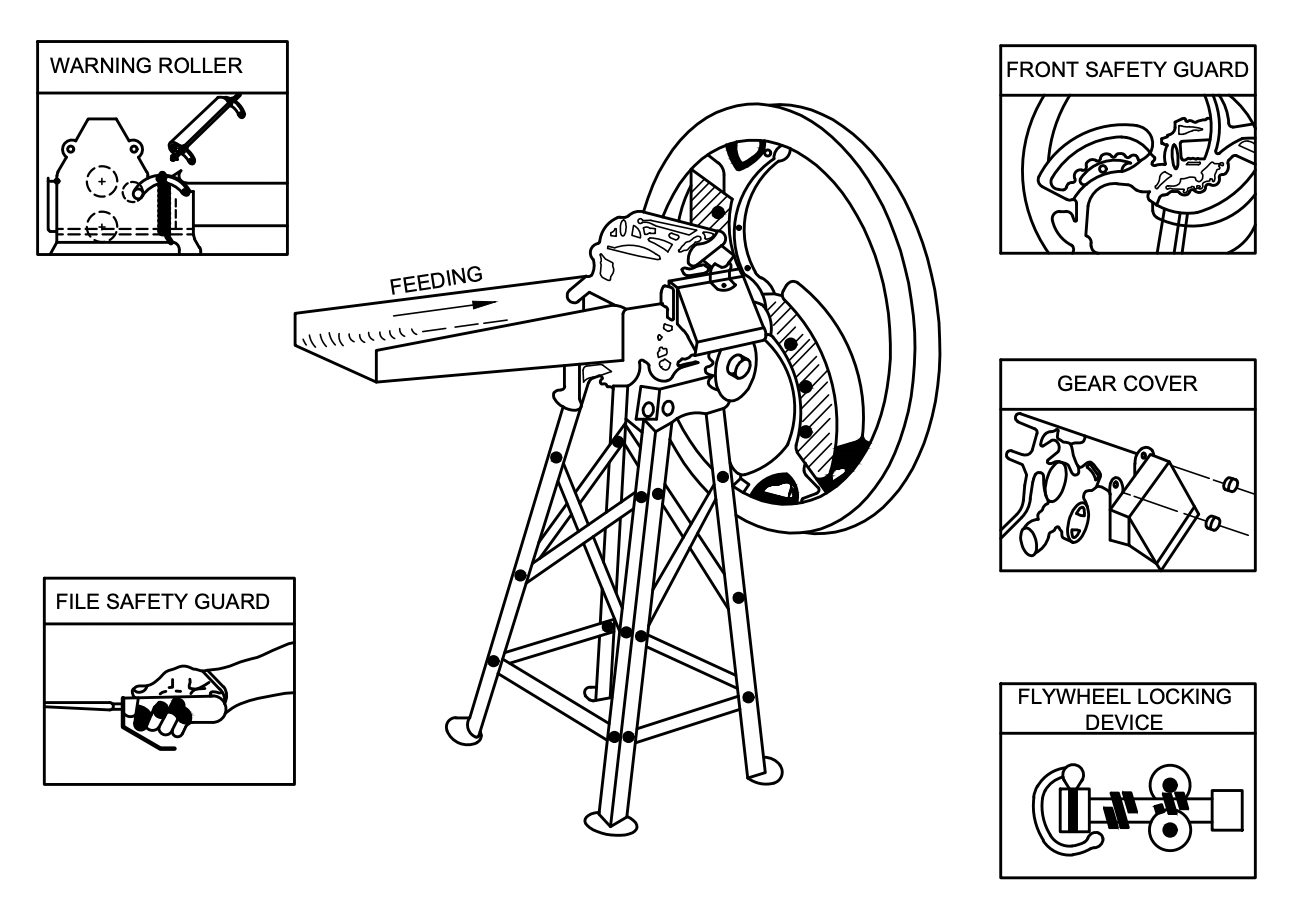 WARNING ROLLER
FRONT SAFETY GUARD
FEEDING
GEAR COVER
FILE SAFETY GUARD
FLYWHEEL LOCKING
DEVICE